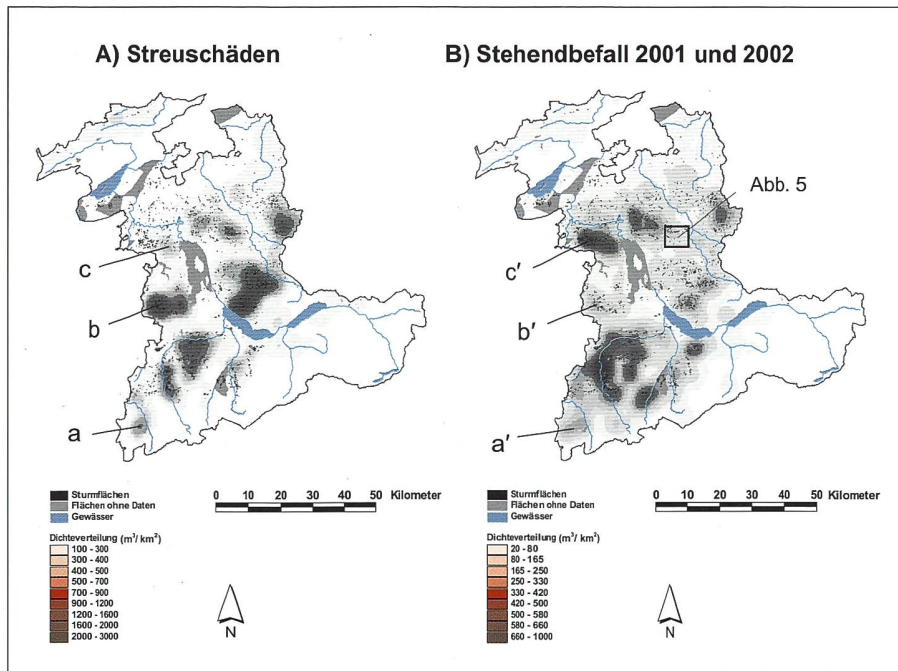 A) Streuschäden
c
b
a
Sturmflächen
Flächen ohne Daten
Gewässer
0 10 20 30 40 50 Kilometer
Dichteverteilung (m³/ km²)
100 - 300
300 - 400
400 - 500
500 - 700
700 - 900
900 - 1200
1200 - 1600
1600 - 2000
2000 - 3000
N
B) Stehendbefall 2001 und 2002
Abb. 5
c′
b′
a′
Sturmflächen
Flächen ohne Daten
Gewässer
0 10 20 30 40 50 Kilometer
Dichteverteilung (m³/ km²)
20 - 80
80 - 165
165 - 250
250 - 330
330 - 420
420 - 500
500 - 580
580 - 660
660 - 1000
N